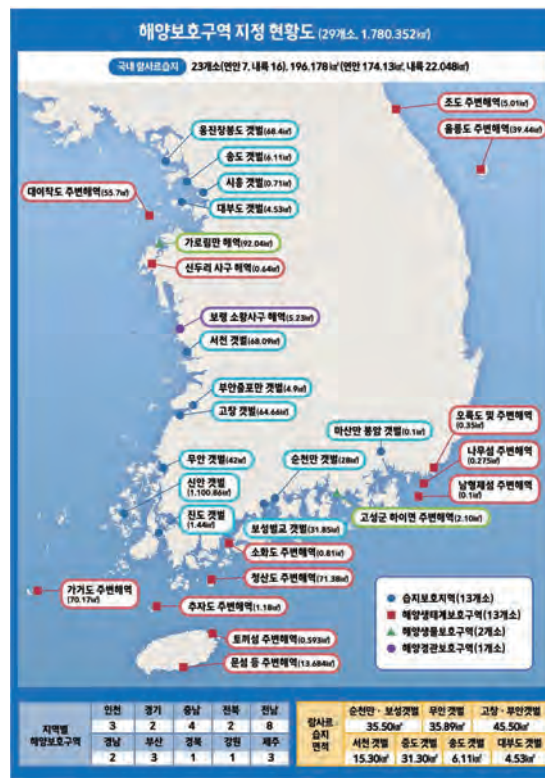 해양보호구역 지정 현황도 (29개소, 1,780.352㎢)
국내 람사르습지 23개소(연안 7, 내륙 16), 196.178㎢(연안 174.13㎢, 내륙 22.048㎢)
조도 주변해역(5.01㎢)
울릉도 주변해역(39.44㎢)
옹진장봉도 갯벌(68.4㎢)
송도 갯벌(6.11㎢)
시흥 갯벌(0.71㎢)
대부도 갯벌(4.53㎢)
대이작도 주변해역(55.7㎢)
가로림만 해역(92.04㎢)
신두리 사구 해역(0.64㎢)
보령 소황사구 해역(5.23㎢)
서천 갯벌(68.09㎢)
부안줄포만 갯벌(4.9㎢)
고창 갯벌(64.66㎢)
마산만 봉암 갯벌(0.1㎢)
오륙도 및 주변해역
(0.35㎢)
나무섬 주변해역
(0.275㎢)
남형제섬 주변해역
(0.1㎢)
무안 갯벌(42㎢)
순천만 갯벌(28㎢)
신안 갯벌
(1,100.86㎢)
진도 갯벌
(1.44㎢)
보성벌교 갯벌(31.85㎢)
고성군 하이면 주변해역(2.10㎢)
소화도 주변해역(0.81㎢)
청산도 주변해역(71.38㎢)
가거도 주변해역
(70.17㎢)
추자도 주변해역(1.18㎢)
토끼섬 주변해역(0.593㎢)
문섬 등 주변해역(13.684㎢)
습지보호지역(13개소)
해양생태계보호구역(13개소)
해양생물보호구역(2개소)
해양경관보호구역(1개소)
지역별
해양보호구역
인천 경기 충남 전북 전남
3 2 4 2 8
경남 부산 경북 강원 제주
2 3 1 1 3
람사르
습지
면적
순천만 · 보성갯벌 무안 갯벌 고창 · 부안갯벌
35.50㎢ 35.89㎢ 45.50㎢
서천 갯벌 증도 갯벌 송도 갯벌 대부도 갯벌
15.30㎢ 31.30㎢ 6.11㎢ 4.53㎢